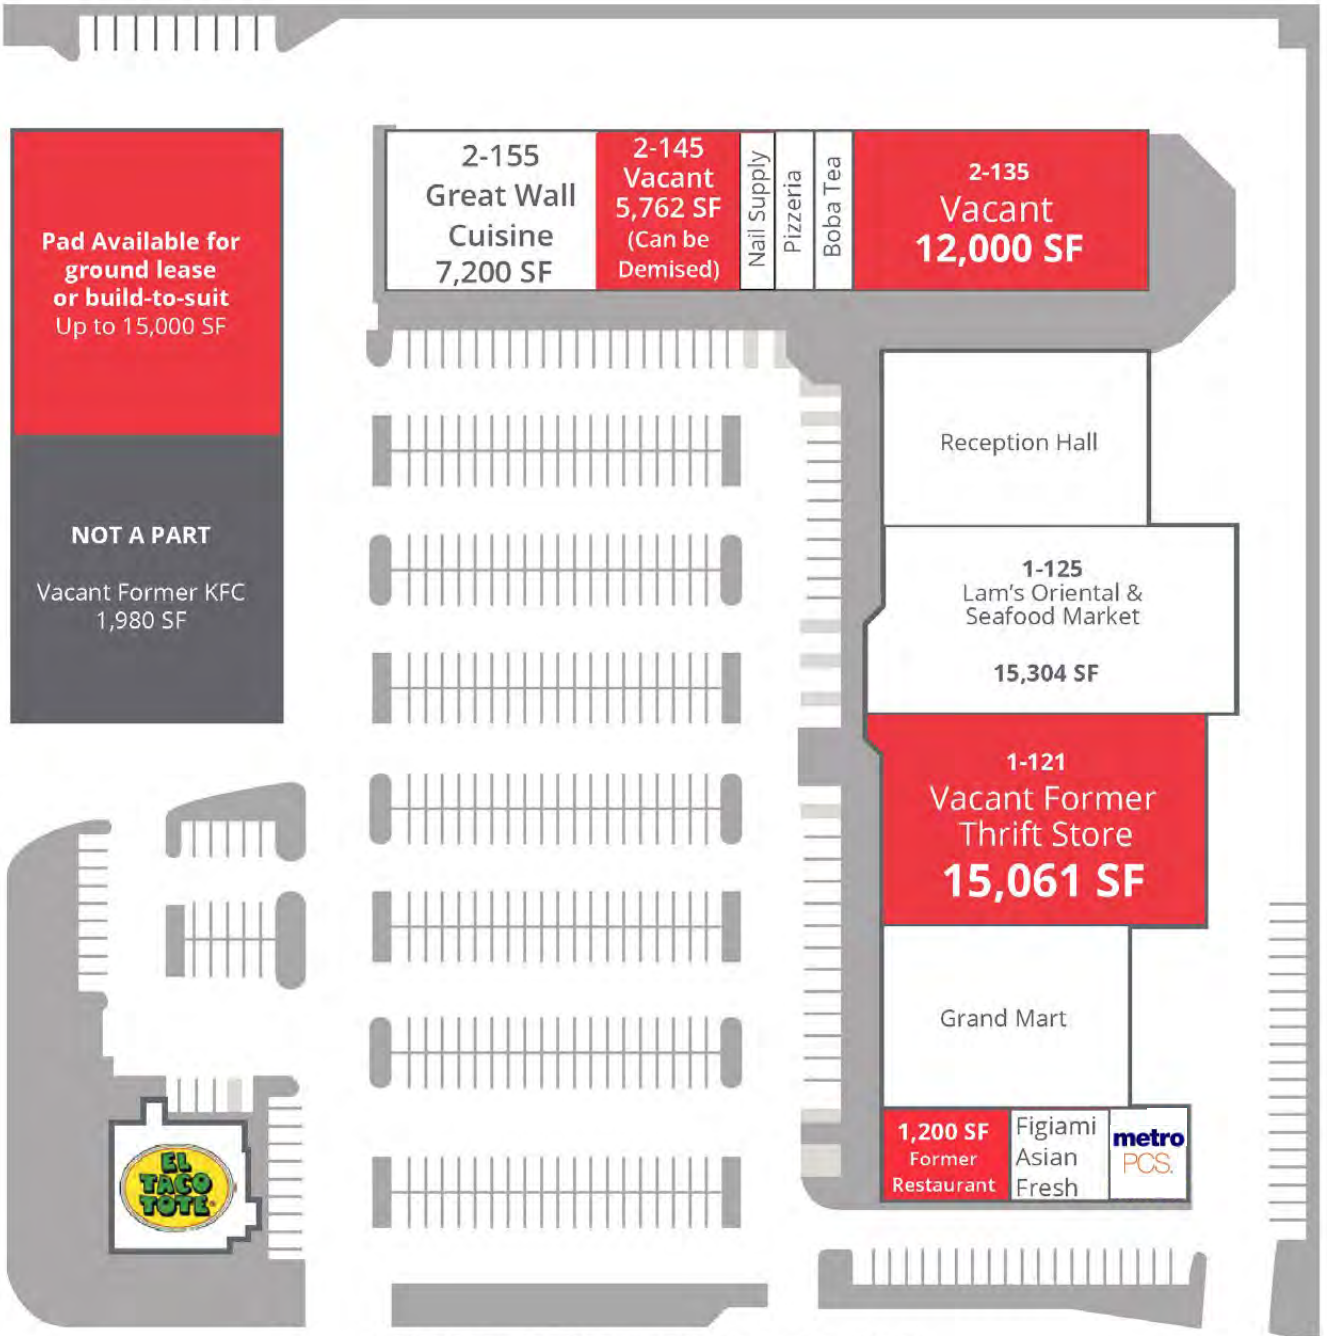 Pad Available for
ground lease
or build-to-suit
Up to 15,000 SF
NOT A PART
Vacant Former KFC
1,980 SF
2-155
Great Wall
Cuisine
7,200 SF
2-145
Vacant
5,762 SF
(Can be
Demised)
Nail Supply
Pizzeria
Boba Tea
2-135
Vacant
12,000 SF
Reception Hall
1-125
Lam's Oriental &
Seafood Market
15,304 SF
1-121
Vacant Former
Thrift Store
15,061 SF
Grand Mart
1,200 SF
Former
Restaurant
Figiami
Asian
Fresh
metro
PCS.
EL
TACO
TOTE